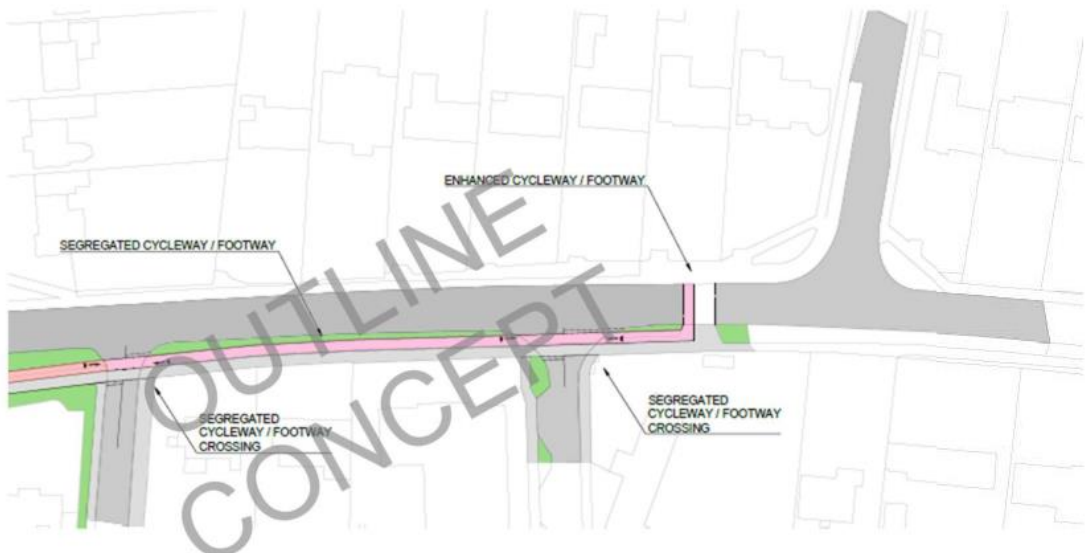 ENHANCED CYCLEWAY / FOOTWAY
SEGREGATED CYCLEWAY / FOOTWAY
OUTLINE
CONCEPT
SEGREGATED
CYCLEWAY / FOOTWAY
CROSSING
SEGREGATED
CYCLEWAY / FOOTWAY
CROSSING